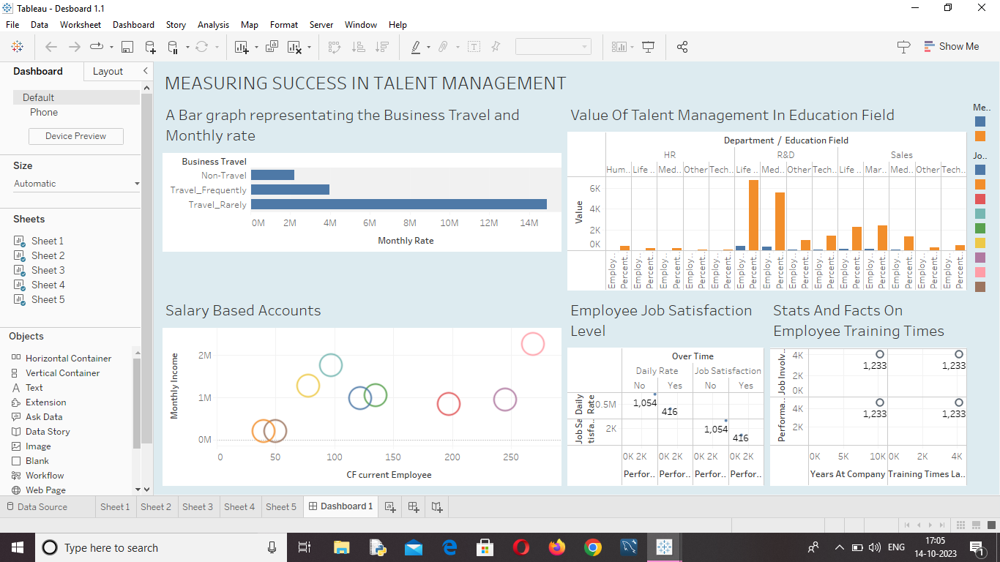 Tableau - Desboard 1.1
File Data Worksheet Dashboard Story Analysis Map Format Server Window Help
Show Me
Dashboard Layout
Default
Phone
Device Preview
Size
Automatic
Sheets
Sheet 1
Sheet 2
Sheet 3
Sheet 4
Sheet 5
Objects
Horizontal Container
Vertical Container
Text
Extension
Ask Data
Data Story
Image
Blank
Workflow
Web Page
MEASURING SUCCESS IN TALENT MANAGEMENT
A Bar graph representating the Business Travel and
Monthly rate
Business Travel
Non-Travel
Travel_Frequently
Travel_Rarely
0M 2M 4M 6M 8M 10M 12M 14M
Monthly Rate
Value Of Talent Management In Education Field
Department / Education Field
HR R&D Sales
Hum.. Life .. Med.. Other Tech.. Life .. Med.. Other Tech.. Life .. Mar.. Med.. Other Tech..
Value
6K
4K
2K
0K
Employ.. Percent.. Employ.. Percent.. Employ.. Percent.. Employ.. Percent.. Employ.. Percent.. Employ.. Percent.. Employ.. Percent.. Employ.. Percent.. Employ.. Percent.. Employ.. Percent.. Employ.. Percent.. Employ.. Percent.. Employ.. Percent.. Employ.. Percent..
Me..
Jo..
Salary Based Accounts
Monthly Income
2M
1M
0M
0 50 100 150 200 250
CF current Employee
Employee Job Satisfaction
Level
Over Time
Daily Rate Job Satisfaction
No Yes No Yes
Daily
Rate
0.5M
1,054
416
Job Sa
tisfa..
2K
1,054
416
0K 2K 0K 2K 0K 2K 0K 2K
Perfor.. Perfor.. Perfor.. Perfor..
Stats And Facts On
Employee Training Times
Job Involv..
4K
2K
0K
1,233 1,233
Performa..
4K
2K
1,233 1,233
0K 5K 10K 0K 2K 4K
Years At Company Training Times La...
Data Source Sheet 1 Sheet 2 Sheet 3 Sheet 4 Sheet 5 Dashboard 1
Type here to search
ENG
17:05
14-10-2023
1